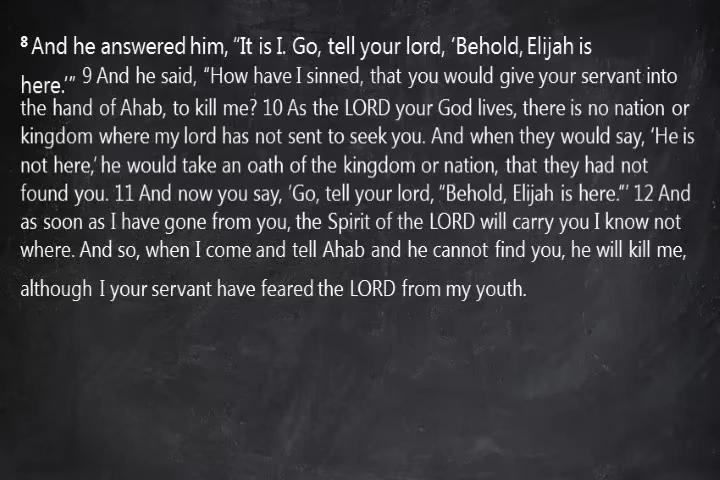 8 And he answered him, “It is I. Go, tell your lord, ‘Behold, Elijah is
here.’” 9 And he said, “How have I sinned, that you would give your servant into
the hand of Ahab, to kill me? 10 As the LORD your God lives, there is no nation or
kingdom where my lord has not sent to seek you. And when they would say, ‘He is
not here,’ he would take an oath of the kingdom or nation, that they had not
found you. 11 And now you say, ‘Go, tell your lord, “Behold, Elijah is here.”’ 12 And
as soon as I have gone from you, the Spirit of the LORD will carry you I know not
where. And so, when I come and tell Ahab and he cannot find you, he will kill me,
although I your servant have feared the LORD from my youth.